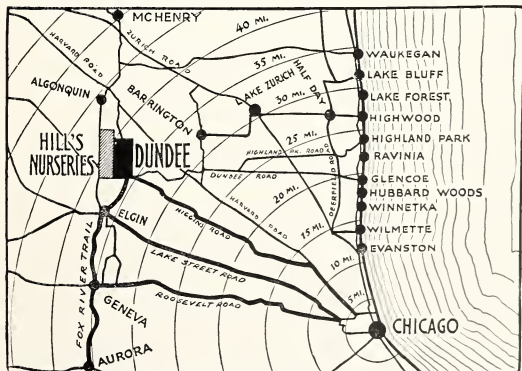 MCHENRY
40 MI.
HARVARD ROAD
ZURICH ROAD
35 MI.
WAUKEGAN
LAKE BLUFF
ALGONQUIN
BARRINGTON
LAKE ZURICH
HALF DAY
30 MI.
LAKE FOREST
HIGHWOOD
HILL'S
NURSERIES
DUNDEE
25 MI.
HIGHLAND PK. ROAD
HIGHLAND PARK
RAVINIA
DUNDEE ROAD
DEERFIELD ROAD
GLENCOE
HUBBARD WOODS
WINNETKA
20 MI.
ELGIN
HIGGINS ROAD
HARVARD ROAD
15 MI.
WILMETTE
EVANSTON
10 MI.
LAKE STREET ROAD
5 MI.
FOX RIVER TRAIL
ROOSEVELT ROAD
GENEVA
CHICAGO
AURORA